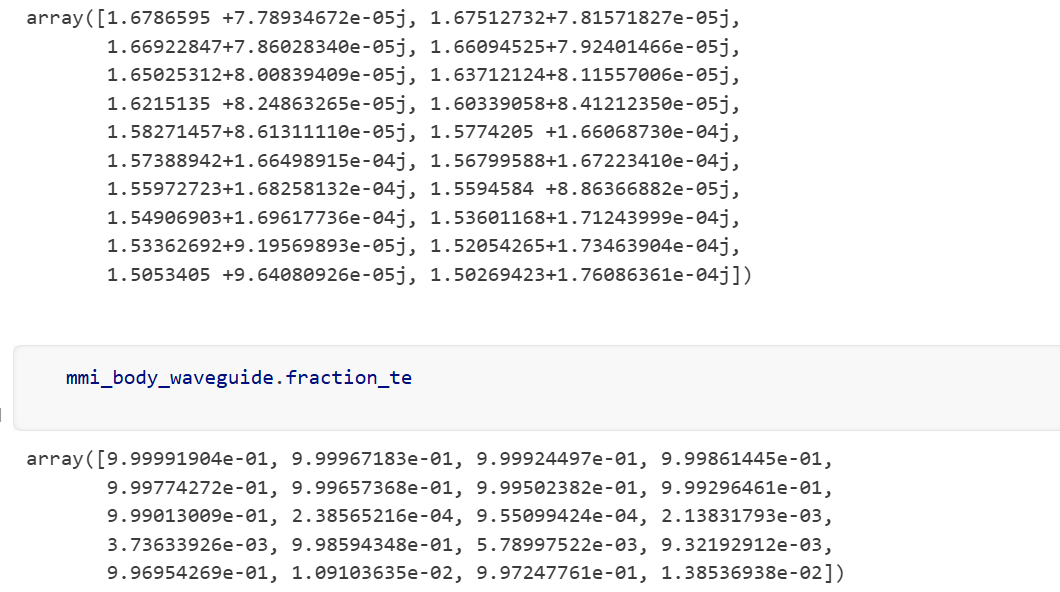 array([1.6786595 +7.78934672e-05j, 1.67512732+7.81571827e-05j,
1.66922847+7.86028340e-05j, 1.66094525+7.92401466e-05j,
1.65025312+8.00839409e-05j, 1.63712124+8.11557006e-05j,
1.6215135 +8.24863265e-05j, 1.60339058+8.41212350e-05j,
1.58271457+8.61311110e-05j, 1.5774205 +1.66068730e-04j,
1.57388942+1.66498915e-04j, 1.56799588+1.67223410e-04j,
1.55972723+1.68258132e-04j, 1.5594584 +8.86366882e-05j,
1.54906903+1.69617736e-04j, 1.53601168+1.71243999e-04j,
1.53362692+9.19569893e-05j, 1.52054265+1.73463904e-04j,
1.5053405 +9.64080926e-05j, 1.50269423+1.76086361e-04j])
mmi_body_waveguide.fraction_te
array([9.99991904e-01, 9.99967183e-01, 9.99924497e-01, 9.99861445e-01,
9.99774272e-01, 9.99657368e-01, 9.99502382e-01, 9.99296461e-01,
9.99013009e-01, 2.38565216e-04, 9.55099424e-04, 2.13831793e-03,
3.73633926e-03, 9.98594348e-01, 5.78997522e-03, 9.32192912e-03,
9.96954269e-01, 1.09103635e-02, 9.97247761e-01, 1.38536938e-02])